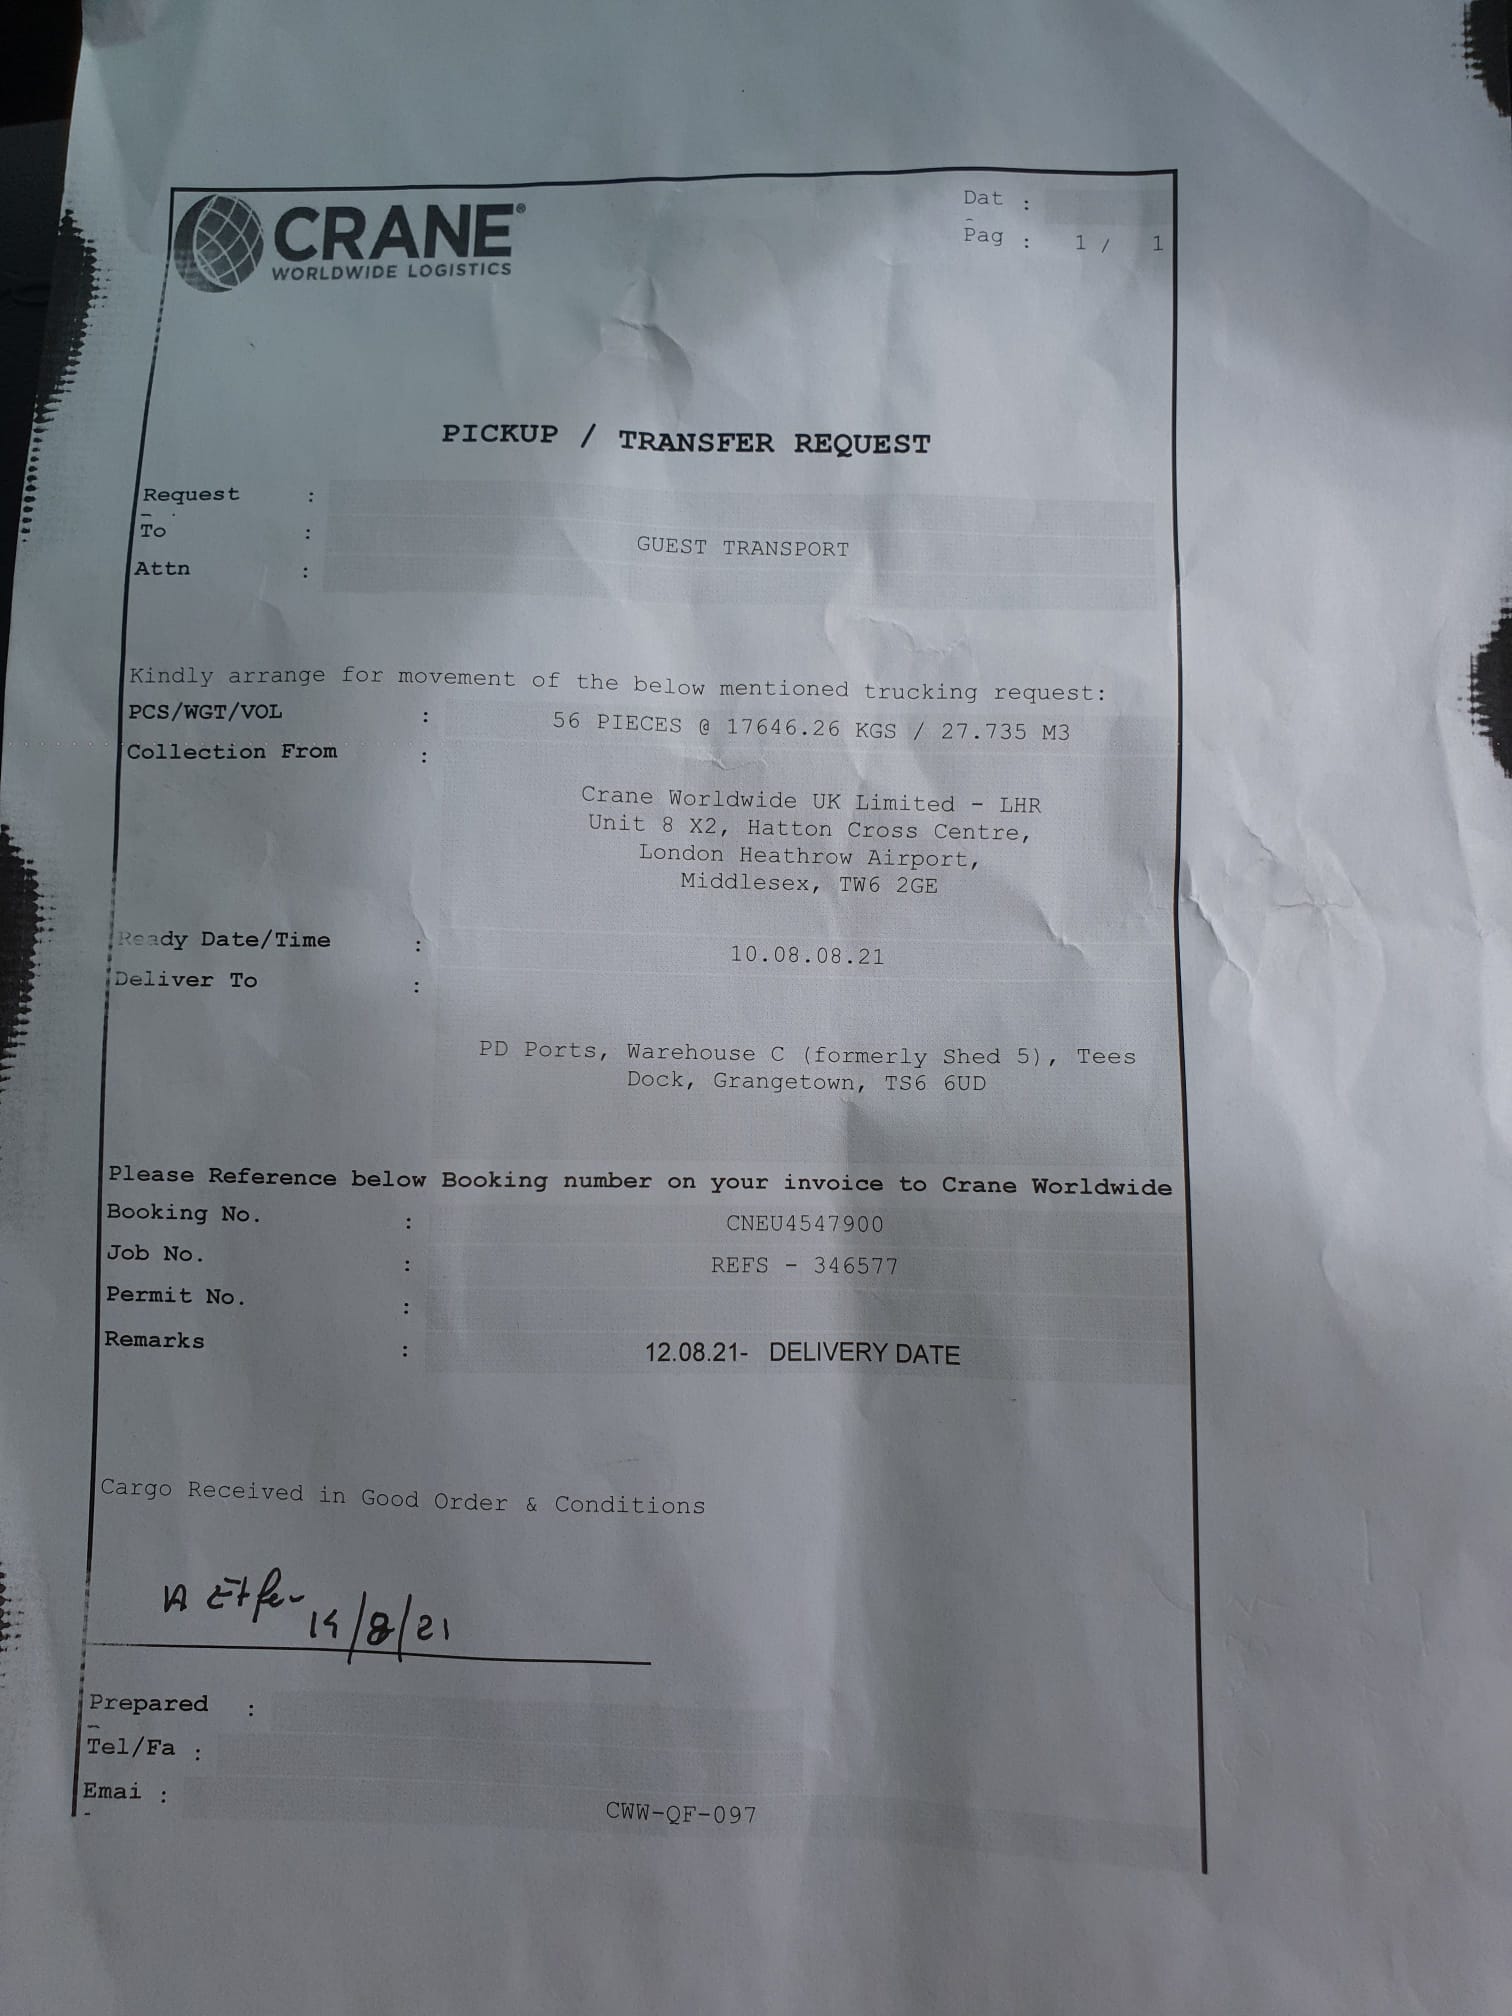 CRANE®
WORLDWIDE LOGISTICS
Dat :
Pag : 1 / 1
PICKUP / TRANSFER REQUEST
Request :
To : GUEST TRANSPORT
Attn :
Kindly arrange for movement of the below mentioned trucking request:
PCS/WGT/VOL : 56 PIECES @ 17646.26 KGS / 27.735 M3
Collection From :
Crane Worldwide UK Limited - LHR
Unit 8 X2, Hatton Cross Centre,
London Heathrow Airport,
Middlesex, TW6 2GE
Ready Date/Time : 10.08.08.21
Deliver To :
PD Ports, Warehouse C (formerly Shed 5), Tees
Dock, Grangetown, TS6 6UD
Please Reference below Booking number on your invoice to Crane Worldwide
Booking No. : CNEU4547900
Job No. : REFS - 346577
Permit No. :
Remarks : 12.08.21- DELIVERY DATE
Cargo Received in Good Order & Conditions
/8/21
Prepared :
Tel/Fa :
Emai :
CWW-QF-097